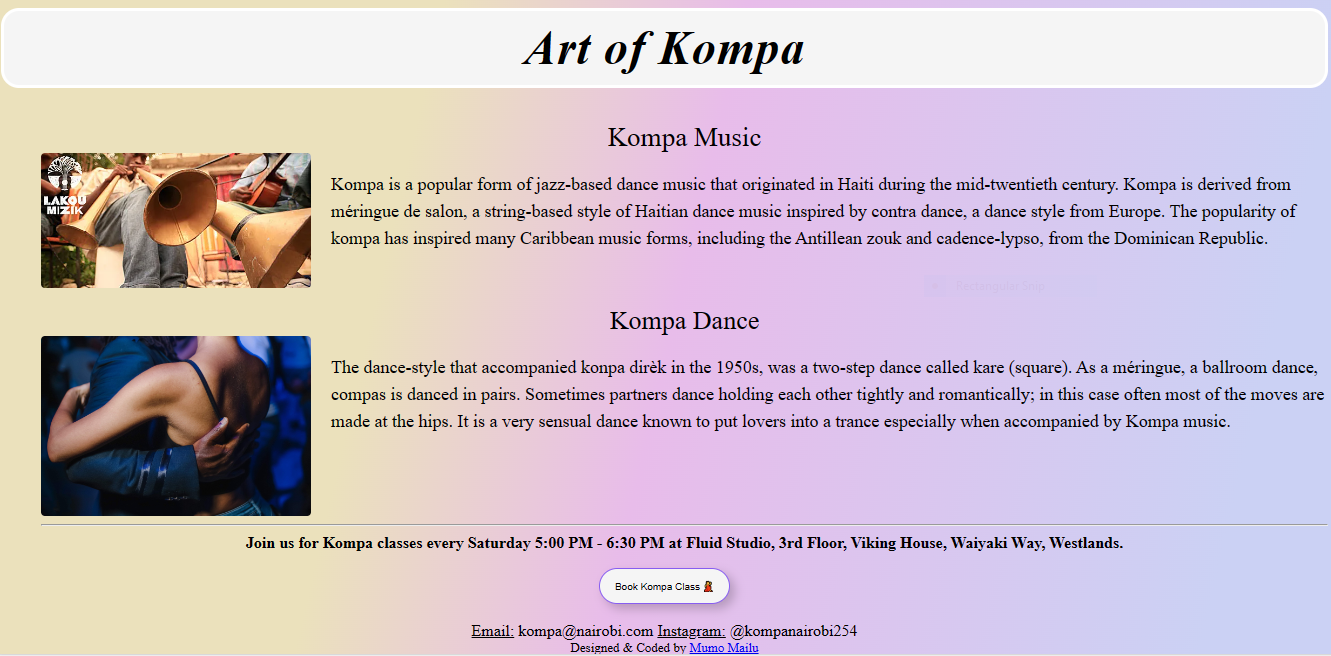 Art of Kompa
Kompa Music
LAKOU
MIZIK
Kompa is a popular form of jazz-based dance music that originated in Haiti during the mid-twentieth century. Kompa is derived from
méringue de salon, a string-based style of Haitian dance music inspired by contra dance, a dance style from Europe. The popularity of
kompa has inspired many Caribbean music forms, including the Antillean zouk and cadence-lypso, from the Dominican Republic.
Rectangular Snip
Kompa Dance
The dance-style that accompanied konpa dirèk in the 1950s, was a two-step dance called kare (square). As a méringue, a ballroom dance,
compas is danced in pairs. Sometimes partners dance holding each other tightly and romantically; in this case often most of the moves are
made at the hips. It is a very sensual dance known to put lovers into a trance especially when accompanied by Kompa music.
Join us for Kompa classes every Saturday 5:00 PM - 6:30 PM at Fluid Studio, 3rd Floor, Viking House, Waiyaki Way, Westlands.
Book Kompa Class 💃
Email: kompa@nairobi.com Instagram: @kompanairobi254
Designed & Coded by Mumo Mailu